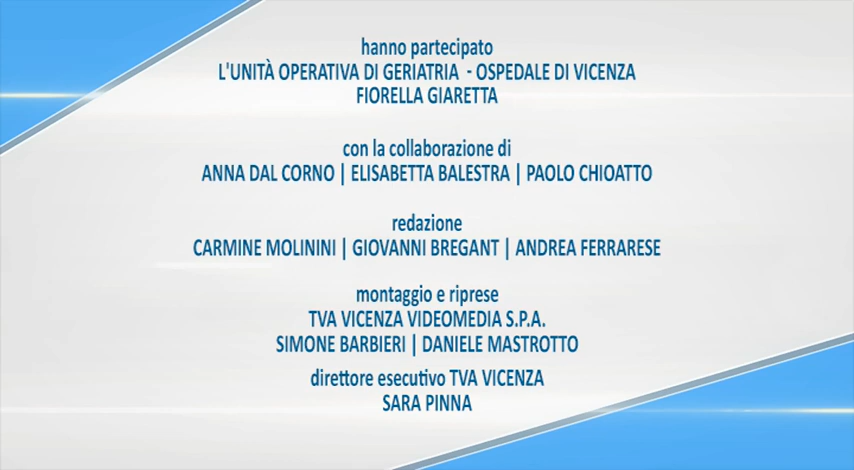 hanno partecipato
L'UNITÀ OPERATIVA DI GERIATRIA - OSPEDALE DI VICENZA
FIORELLA GIARETTA
con la collaborazione di
ANNA DAL CORNO | ELISABETTA BALESTRA | PAOLO CHIOATTO
redazione
CARMINE MOLININI | GIOVANNI BREGANT | ANDREA FERRARESE
montaggio e riprese
TVA VICENZA VIDEOMEDIA S.P.A.
SIMONE BARBIERI | DANIELE MASTROTTO
direttore esecutivo TVA VICENZA
SARA PINNA